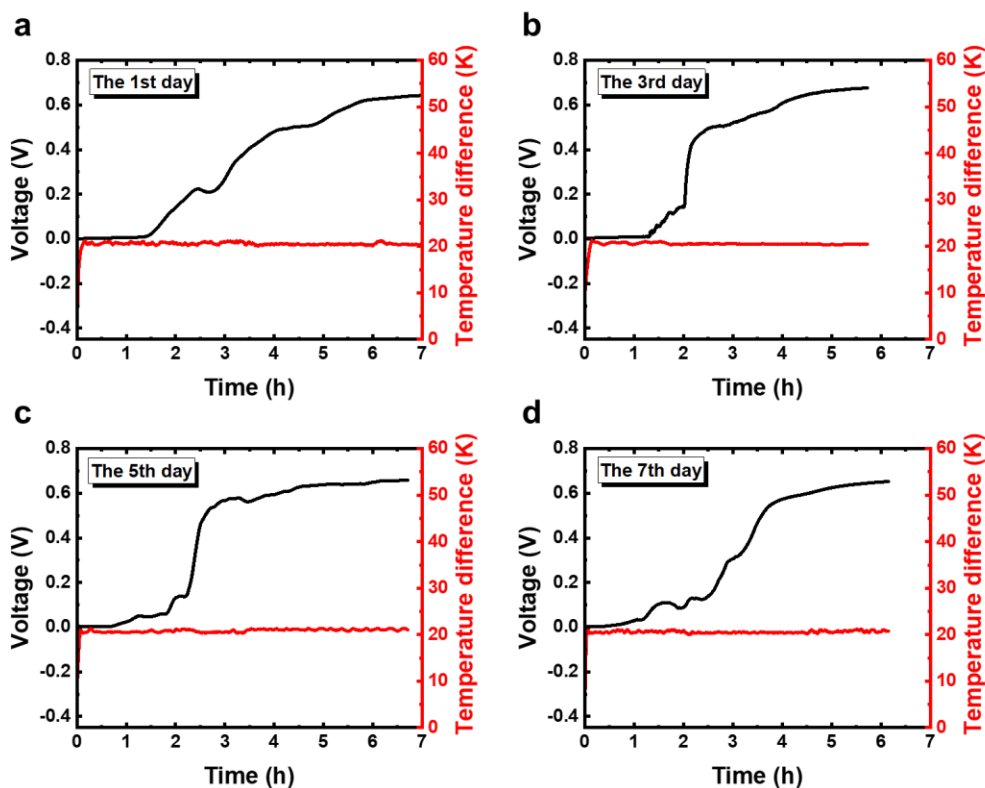 a
The 1st day
Voltage (V)
0.8
0.6
0.4
0.2
0.0
-0.2
-0.4
Temperature difference (K)
60
50
40
30
20
10
0
0 1 2 3 4 5 6 7
Time (h)
b
The 3rd day
Voltage (V)
0.8
0.6
0.4
0.2
0.0
-0.2
-0.4
Temperature difference (K)
60
50
40
30
20
10
0
0 1 2 3 4 5 6 7
Time (h)
c
The 5th day
Voltage (V)
0.8
0.6
0.4
0.2
0.0
-0.2
-0.4
Temperature difference (K)
60
50
40
30
20
10
0
0 1 2 3 4 5 6 7
Time (h)
d
The 7th day
Voltage (V)
0.8
0.6
0.4
0.2
0.0
-0.2
-0.4
Temperature difference (K)
60
50
40
30
20
10
0
0 1 2 3 4 5 6 7
Time (h)